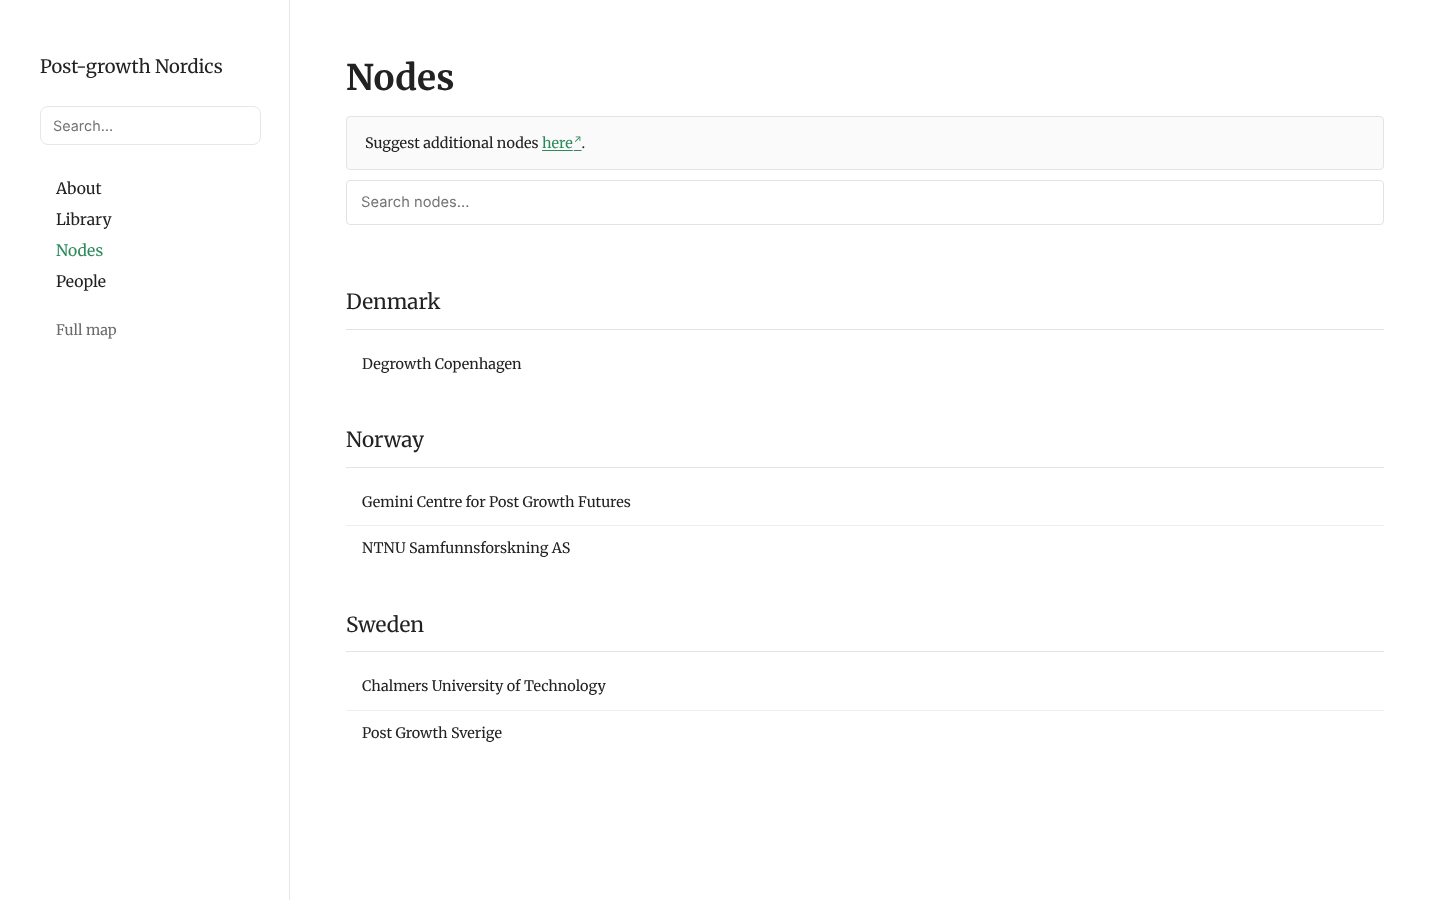 Post-growth Nordics
Search...
About
Library
Nodes
People
Full map
Nodes
Suggest additional nodes here↗.
Search nodes...
Denmark
Degrowth Copenhagen
Norway
Gemini Centre for Post Growth Futures
NTNU Samfunnsforskning AS
Sweden
Chalmers University of Technology
Post Growth Sverige